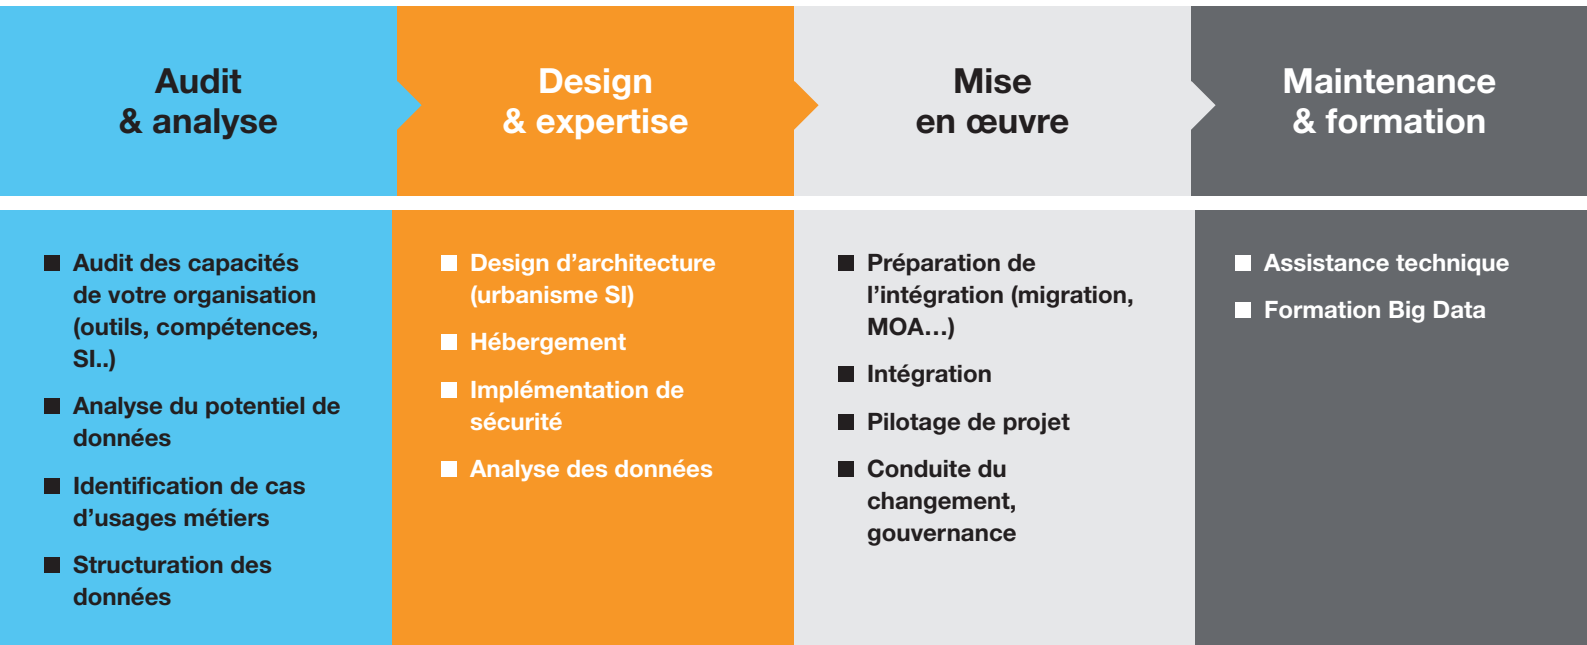 Audit
& analyse
Design
& expertise
Mise
en œuvre
Maintenance
& formation
Audit des capacités
de votre organisation
(outils, compétences,
SI..)
Analyse du potentiel de
données
Identification de cas
d’usages métiers
Structuration des
données
Design d’architecture
(urbanisme SI)
Hébergement
Implémentation de
sécurité
Analyse des données
Préparation de
l’intégration (migration,
MOA…)
Intégration
Pilotage de projet
Conduite du
changement,
gouvernance
Assistance technique
Formation Big Data